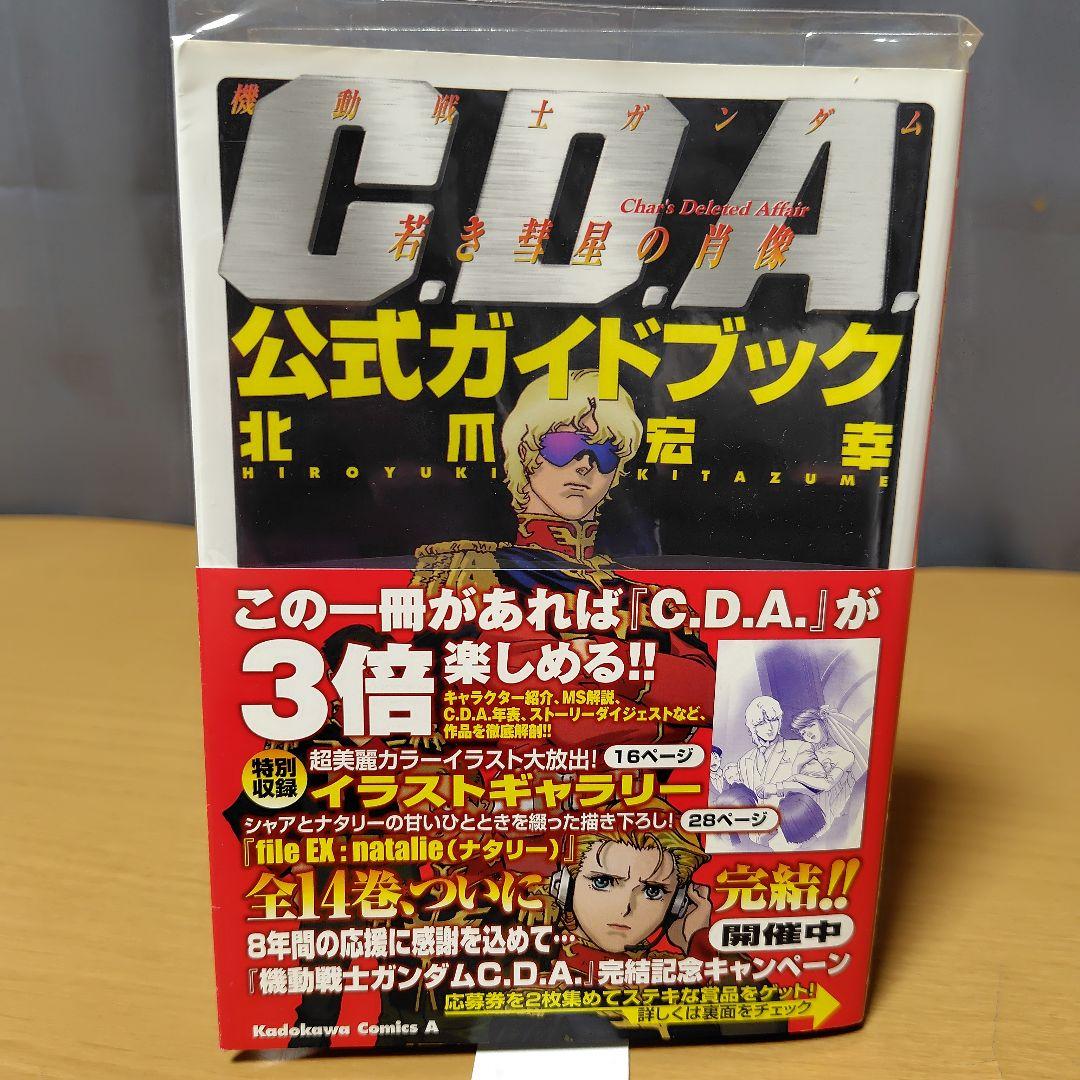 機動戦士ガンダム
C.D.A.
Char's Deleted Affair
若き彗星の肖像
公式ガイドブック
北爪宏幸
HIROYUKI KITAZUME
この一冊があれば『C.D.A.』が
3倍楽しめる!!
キャラクター紹介、MS解説、
C.D.A.年表、ストーリーダイジェストなど、
作品を徹底解剖!!
特別収録
超美麗カラーイラスト大放出! 16ページ
イラストギャラリー
シャアとナタリーの甘いひとときを綴った描き下ろし! 28ページ
『file EX : natalie(ナタリー)』
全14巻、ついに完結!!
8年間の応援に感謝を込めて… 開催中
『機動戦士ガンダムC.D.A.』完結記念キャンペーン
応募券を2枚集めてステキな賞品をゲット!
詳しくは裏面をチェック
Kadokawa Comics A